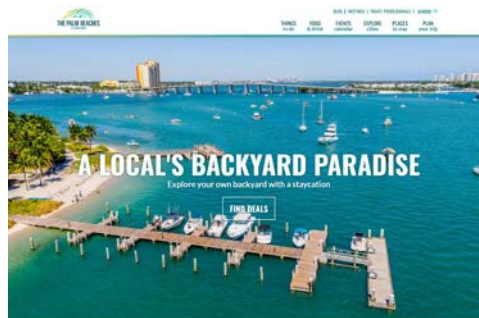 BLOG | MEETINGS | TRAVEL PROFESSIONALS | SEARCH
THE PALM BEACHES
FLORIDA
THINGS to do
FOOD & drink
EVENTS calendar
EXPLORE cities
PLACES to stay
PLAN your trip
A LOCAL'S BACKYARD PARADISE
Explore your own backyard with a staycation
FIND DEALS